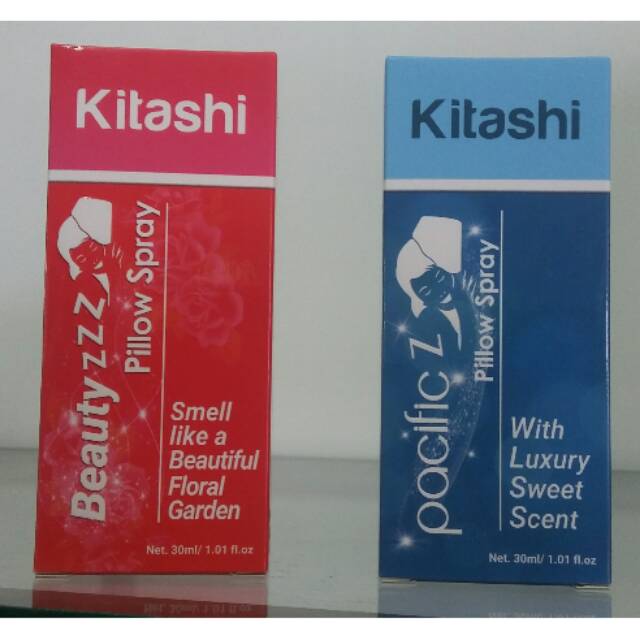 Kitashi
Beauty zzz
Pillow Spray
Smell
like a
Beautiful
Floral
Garden
Net. 30ml/ 1.01 fl.oz
Kitashi
pacific z
Pillow Spray
With
Luxury
Sweet
Scent
Net. 30ml/ 1.01 fl.oz